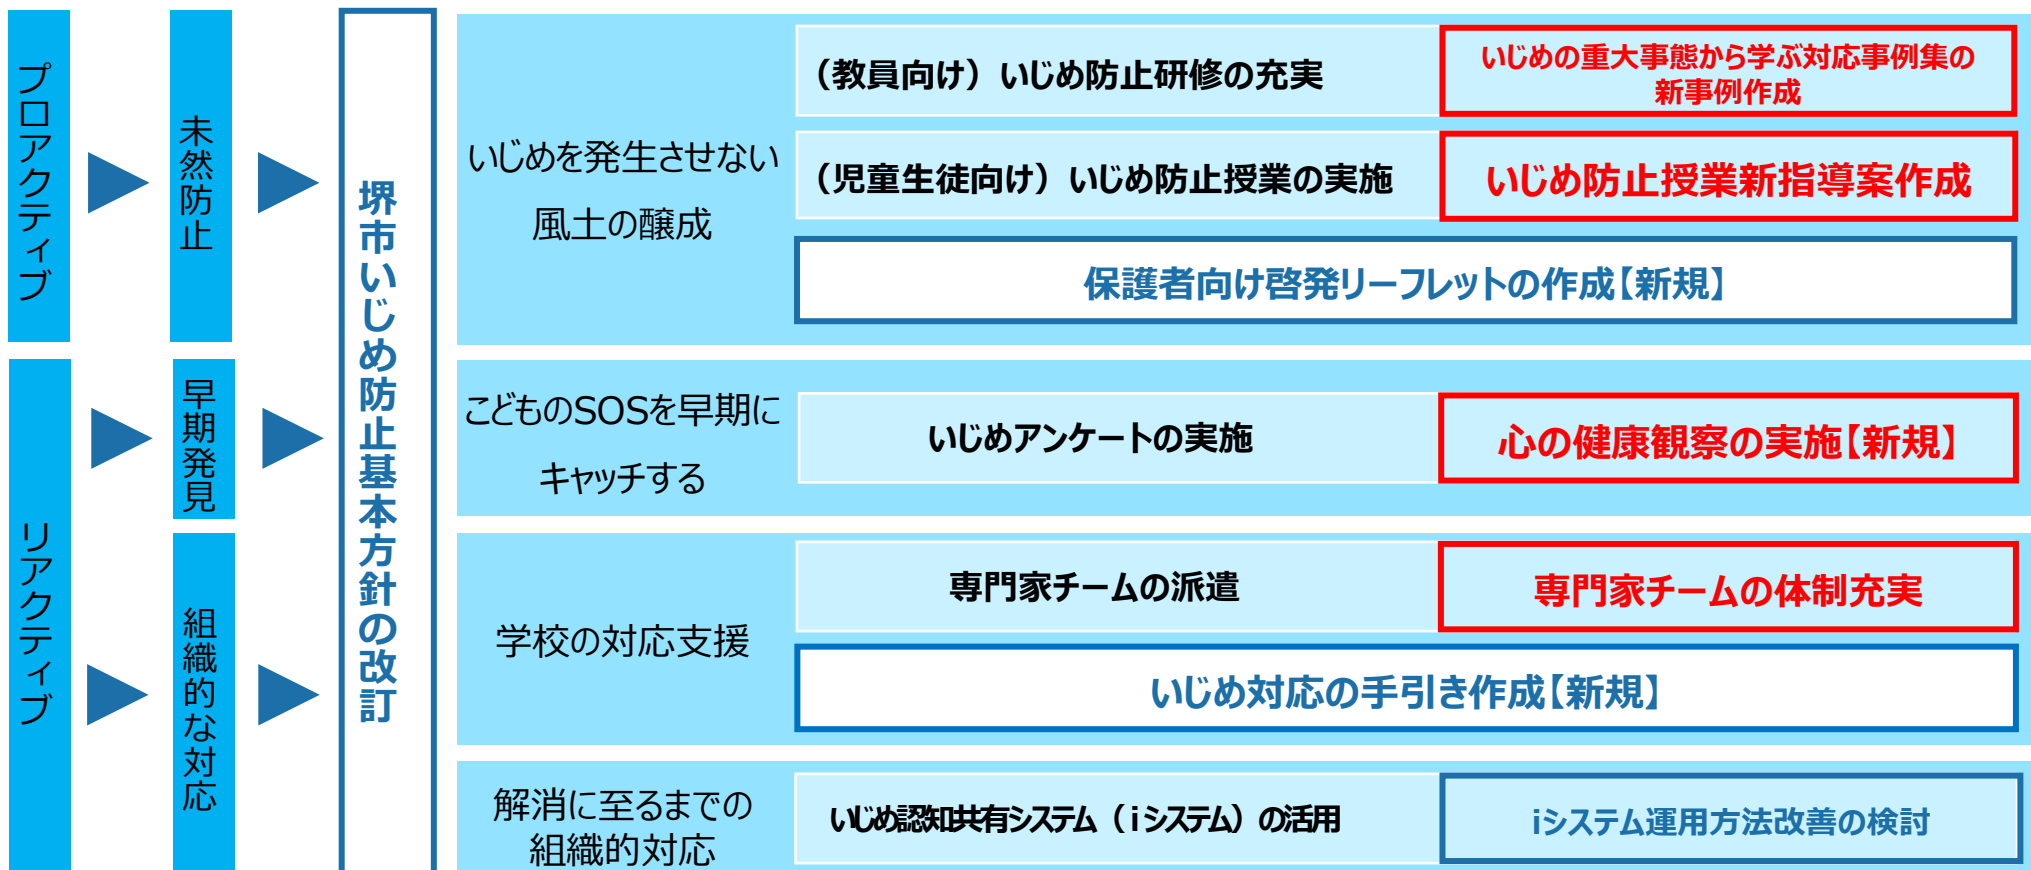 プロアクティブ
未然防止
堺市いじめ防止基本方針の改訂
いじめを発生させない
風土の醸成
（教員向け）いじめ防止研修の充実
いじめの重大事態から学ぶ対応事例集の
新事例作成
（児童生徒向け）いじめ防止授業の実施
いじめ防止授業新指導案作成
保護者向け啓発リーフレットの作成【新規】
リアクティブ
早期発見
こどものSOSを早期に
キャッチする
いじめアンケートの実施
心の健康観察の実施【新規】
組織的な対応
学校の対応支援
専門家チームの派遣
専門家チームの体制充実
いじめ対応の手引き作成【新規】
解消に至るまでの
組織的対応
いじめ認知共有システム（ｉシステム）の活用
iシステム運用方法改善の検討